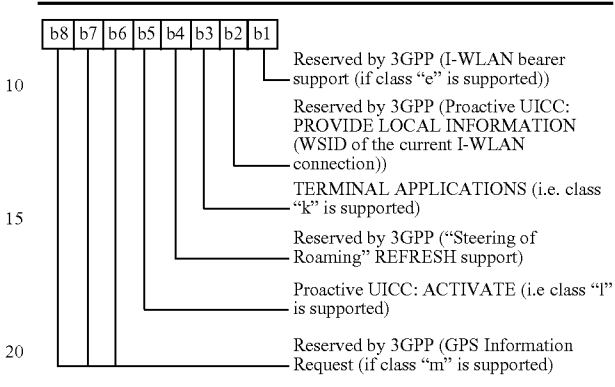 b8 b7 b6 b5 b4 b3 b2 b1
Reserved by 3GPP (I-WLAN bearer
support (if class “e” is supported))
10
Reserved by 3GPP (Proactive UICC:
PROVIDE LOCAL INFORMATION
(WSID of the current I-WLAN
connection))
TERMINAL APPLICATIONS (i.e. class
“k” is supported)
15
Reserved by 3GPP (“Steering of
Roaming” REFRESH support)
Proactive UICC: ACTIVATE (i.e class “l”
is supported)
Reserved by 3GPP (GPS Information
20
Request (if class “m” is supported)